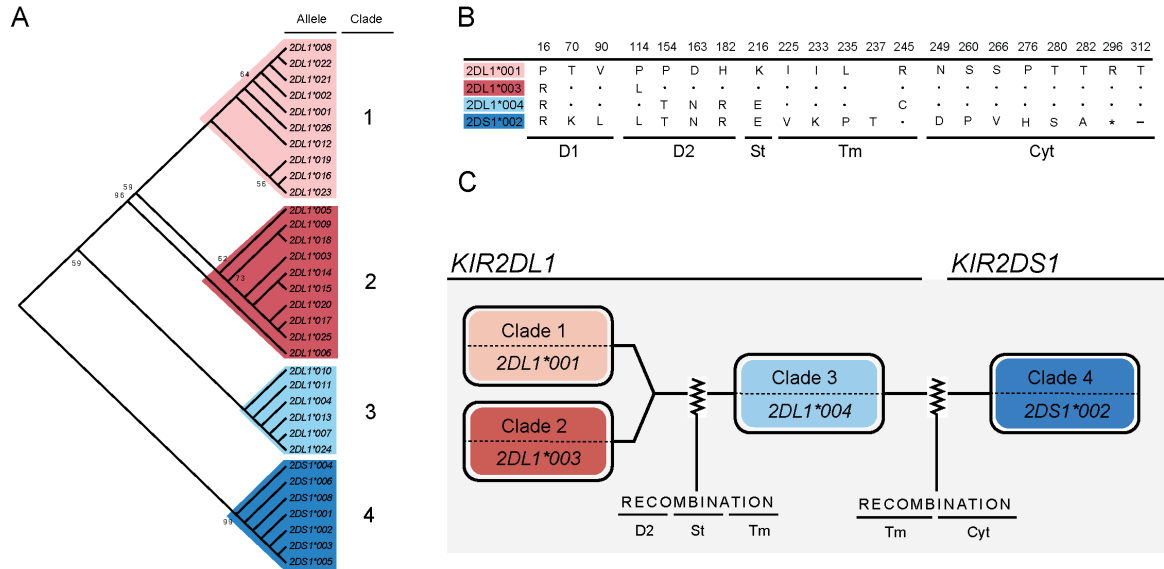 A
Allele Clade
2DL1*008
2DL1*022
2DL1*021
2DL1*002
2DL1*001
2DL1*026
2DL1*012
2DL1*019
2DL1*016
2DL1*023
64
56
1
2DL1*005
2DL1*009
2DL1*018
2DL1*003
2DL1*014
2DL1*015
2DL1*020
2DL1*017
2DL1*025
2DL1*006
59
96
62
73
2
2DL1*010
2DL1*011
2DL1*004
2DL1*013
2DL1*007
2DL1*024
59
3
2DS1*004
2DS1*006
2DS1*008
2DS1*001
2DS1*002
2DS1*003
2DS1*005
99
4
B
16 70 90 114 154 163 182 216 225 233 235 237 245 249 260 266 276 280 282 296 312
2DL1*001 P T V P P D H K I I L R N S S P T T R T
2DL1*003 R · · L · · · · · · · · · · · · · · · ·
2DL1*004 R · · · T N R E · · · C · · · · · · · ·
2DS1*002 R K L L T N R E V K P T · D P V H S A * –
D1 D2 St Tm Cyt
C
KIR2DL1 KIR2DS1
Clade 1
2DL1*001
Clade 2
2DL1*003
Clade 3
2DL1*004
Clade 4
2DS1*002
RECOMBINATION
D2 St Tm
RECOMBINATION
Tm Cyt